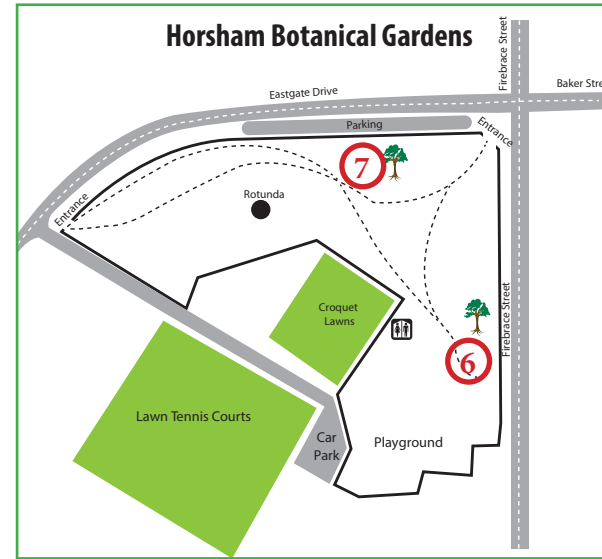 Horsham Botanical Gardens
Firebrace Street
Baker Stre
Eastgate Drive
Parking
Entrance
7
Rotunda
Entrance
Croquet
Lawns
6
Firebrace Street
Lawn Tennis Courts
Car
Park
Playground